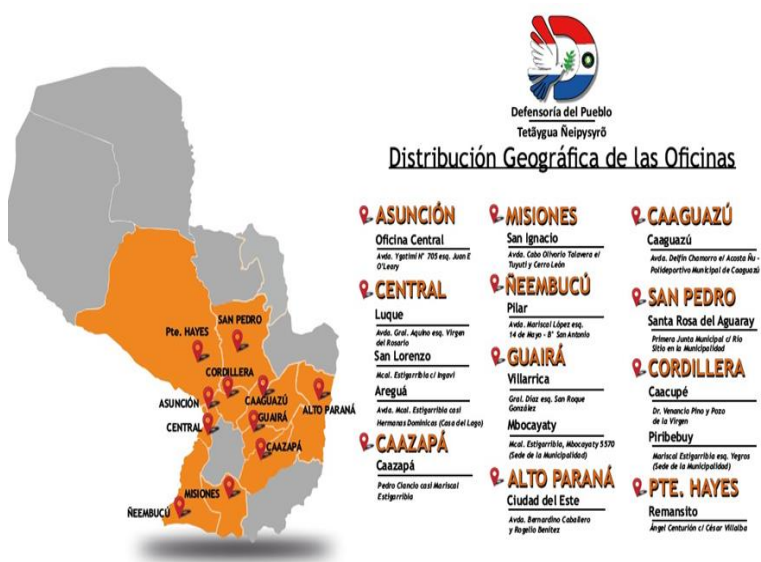 Defensoría del Pueblo
Tetãygua Ñeipysyrõ
Distribución Geográfica de las Oficinas
SAN PEDRO
Pte. HAYES
CORDILLERA
ASUNCIÓN
CAAGUAZÚ
ALTO PARANÁ
GUAIRÁ
CENTRAL
CAAZAPÁ
MISIONES
ÑEEMBUCÚ
ASUNCIÓN
Oficina Central
Avda. Ygatimi N° 705 esq. Juan E
O'Leary
CENTRAL
Luque
Avda. Gral. Aquino esq. Virgen
del Rosario
San Lorenzo
Mcal. Estigarribia c/ Ingavi
Areguá
Avda. Mcal. Estigarribia casi
Hermanas Dominicas (Casa del Lago)
CAAZAPÁ
Caazapá
Pedro Ciancio casi Mariscal
Estigarribia
MISIONES
San Ignacio
Avda. Cabo Olivorio Talavera el
Tuyuti y Cerro León
ÑEEMBUCÚ
Pilar
Avda. Mariscal López esq.
14 de Mayo - B° San Antonio
GUAIRÁ
Villarrica
Gral. Díaz esq. San Roque
González
Mbocayaty
Mcal. Estigarribia, Mbocayaty 5570
(Sede de la Municipalidad)
ALTO PARANÁ
Ciudad del Este
Avda. Bernardino Caballero
y Rogelio Benítez
CAAGUAZÚ
Caaguazú
Avda. Delfín Chamorro el Acosta Ñu -
Polideportivo Municipal de Caaguazú
SAN PEDRO
Santa Rosa del Aguaray
Primera Junta Municipal c/ Río
Sitio en la Municipalidad
CORDILLERA
Caacupé
Dr. Venancio Pino y Pozo
de la Virgen
Piribebuy
Mariscal Estigarribia esq. Yegros
(Sede de la Municipalidad)
PTE. HAYES
Remansito
Ángel Centurión c/ César Villalba